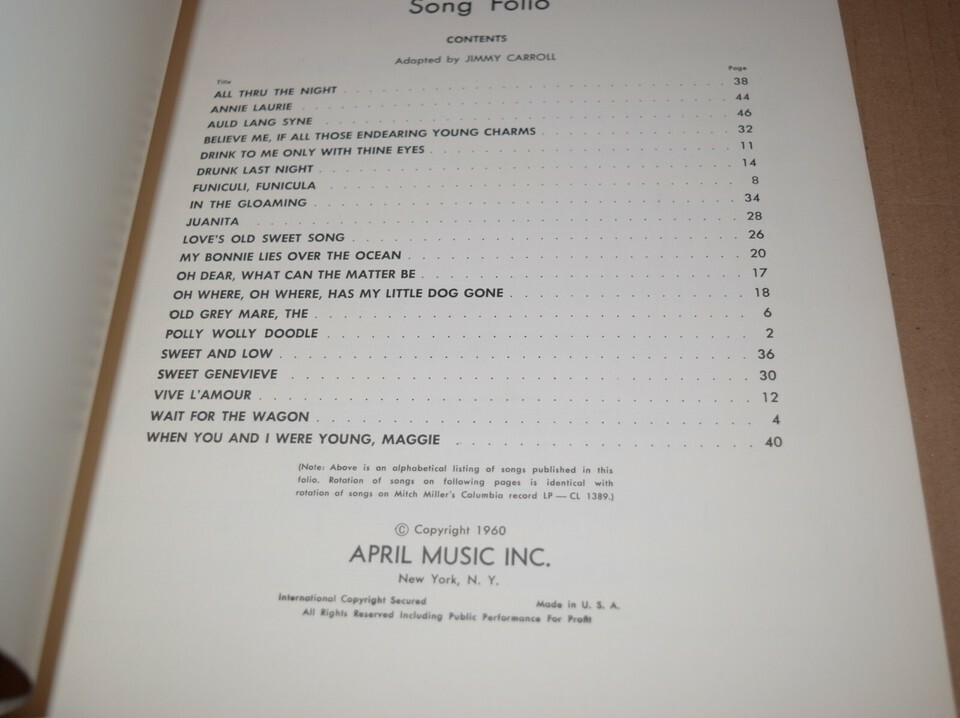 Song Folio
CONTENTS
Adapted by JIMMY CARROLL
Title Page
ALL THRU THE NIGHT 38
ANNIE LAURIE 44
AULD LANG SYNE 46
BELIEVE ME, IF ALL THOSE ENDEARING YOUNG CHARMS 32
DRINK TO ME ONLY WITH THINE EYES 11
DRUNK LAST NIGHT 14
FUNICULI, FUNICULA 8
IN THE GLOAMING 34
JUANITA 28
LOVE'S OLD SWEET SONG 26
MY BONNIE LIES OVER THE OCEAN 20
OH DEAR, WHAT CAN THE MATTER BE 17
OH WHERE, OH WHERE, HAS MY LITTLE DOG GONE 18
OLD GREY MARE, THE 6
POLLY WOLLY DOODLE 2
SWEET AND LOW 36
SWEET GENEVIEVE 30
VIVE L'AMOUR 12
WAIT FOR THE WAGON 4
WHEN YOU AND I WERE YOUNG, MAGGIE 40
(Note: Above is an alphabetical listing of songs published in this
folio. Rotation of songs on following pages is identical with
rotation of songs on Mitch Miller's Columbia record LP — CL 1389.)
© Copyright 1960
APRIL MUSIC INC.
New York, N. Y.
International Copyright Secured Made in U. S. A.
All Rights Reserved Including Public Performance For Profit